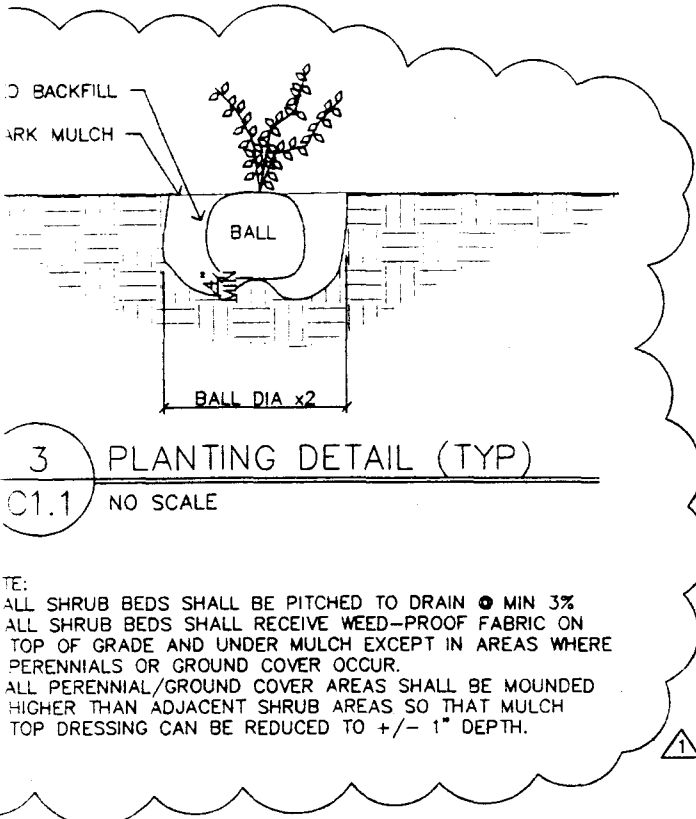 BACKFILL
MULCH
BALL
4"
MIN
BALL DIA x2
3 PLANTING DETAIL (TYP)
C1.1 NO SCALE
TE:
ALL SHRUB BEDS SHALL BE PITCHED TO DRAIN @ MIN 3%
ALL SHRUB BEDS SHALL RECEIVE WEED-PROOF FABRIC ON
TOP OF GRADE AND UNDER MULCH EXCEPT IN AREAS WHERE
PERENNIALS OR GROUND COVER OCCUR.
ALL PERENNIAL/GROUND COVER AREAS SHALL BE MOUNDED
HIGHER THAN ADJACENT SHRUB AREAS SO THAT MULCH
TOP DRESSING CAN BE REDUCED TO +/- 1" DEPTH.
1